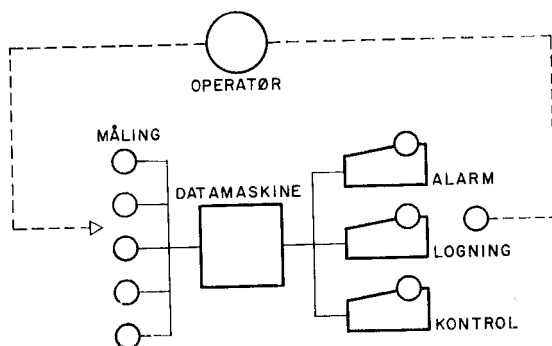 OPERATØR
MÅLING
DATAMASKINE
ALARM
LOGNING
KONTROL